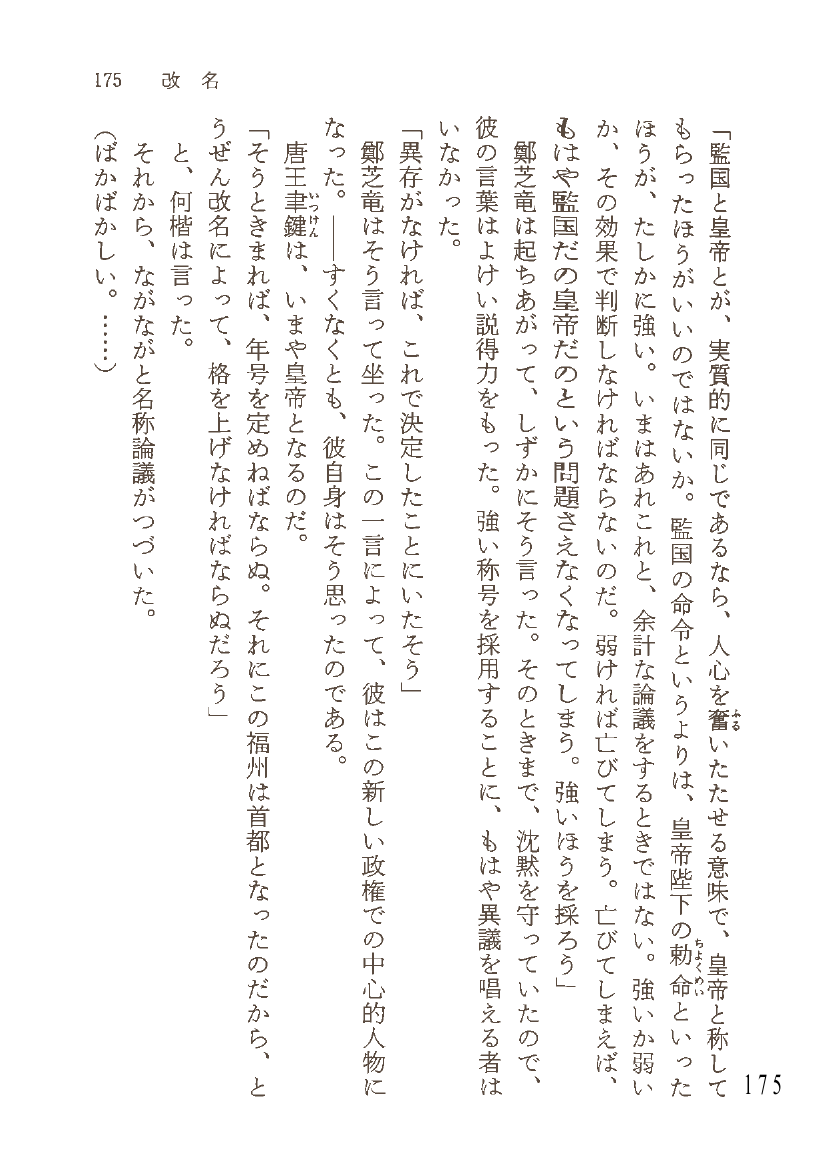 175 改名
「監国と皇帝とが、実質的に同じであるなら、人心を奮いたたせる意味で、皇帝と称して
もらったほうがいいのではないか。監国の命令というよりは、皇帝陛下の勅命といった
ほうが、たしかに強い。いまはあれこれと、余計な論議をするときではない。強いか弱い
か、その効果で判断しなければならないのだ。弱ければ亡びてしまう。亡びてしまえば、
もはや監国だの皇帝だのという問題さえなくなってしまう。強いほうを採ろう」
鄭芝竜は起ちあがって、しずかにそう言った。そのときまで、沈黙を守っていたので、
彼の言葉はよけい説得力をもった。強い称号を採用することに、もはや異議を唱える者は
いなかった。
「異存がなければ、これで決定したことにいたそう」
鄭芝竜はそう言って坐った。この一言によって、彼はこの新しい政権での中心的人物に
なった。――すくなくとも、彼自身はそう思ったのである。
唐王聿鍵は、いまや皇帝となるのだ。
「そうときまれば、年号を定めねばならぬ。それにこの福州は首都となったのだから、と
うぜん改名によって、格を上げなければならぬだろう」
と、何楷は言った。
それから、ながながと名称論議がつづいた。
（ばかばかしい。……）
ふる
ちよくめい
いつけん
175